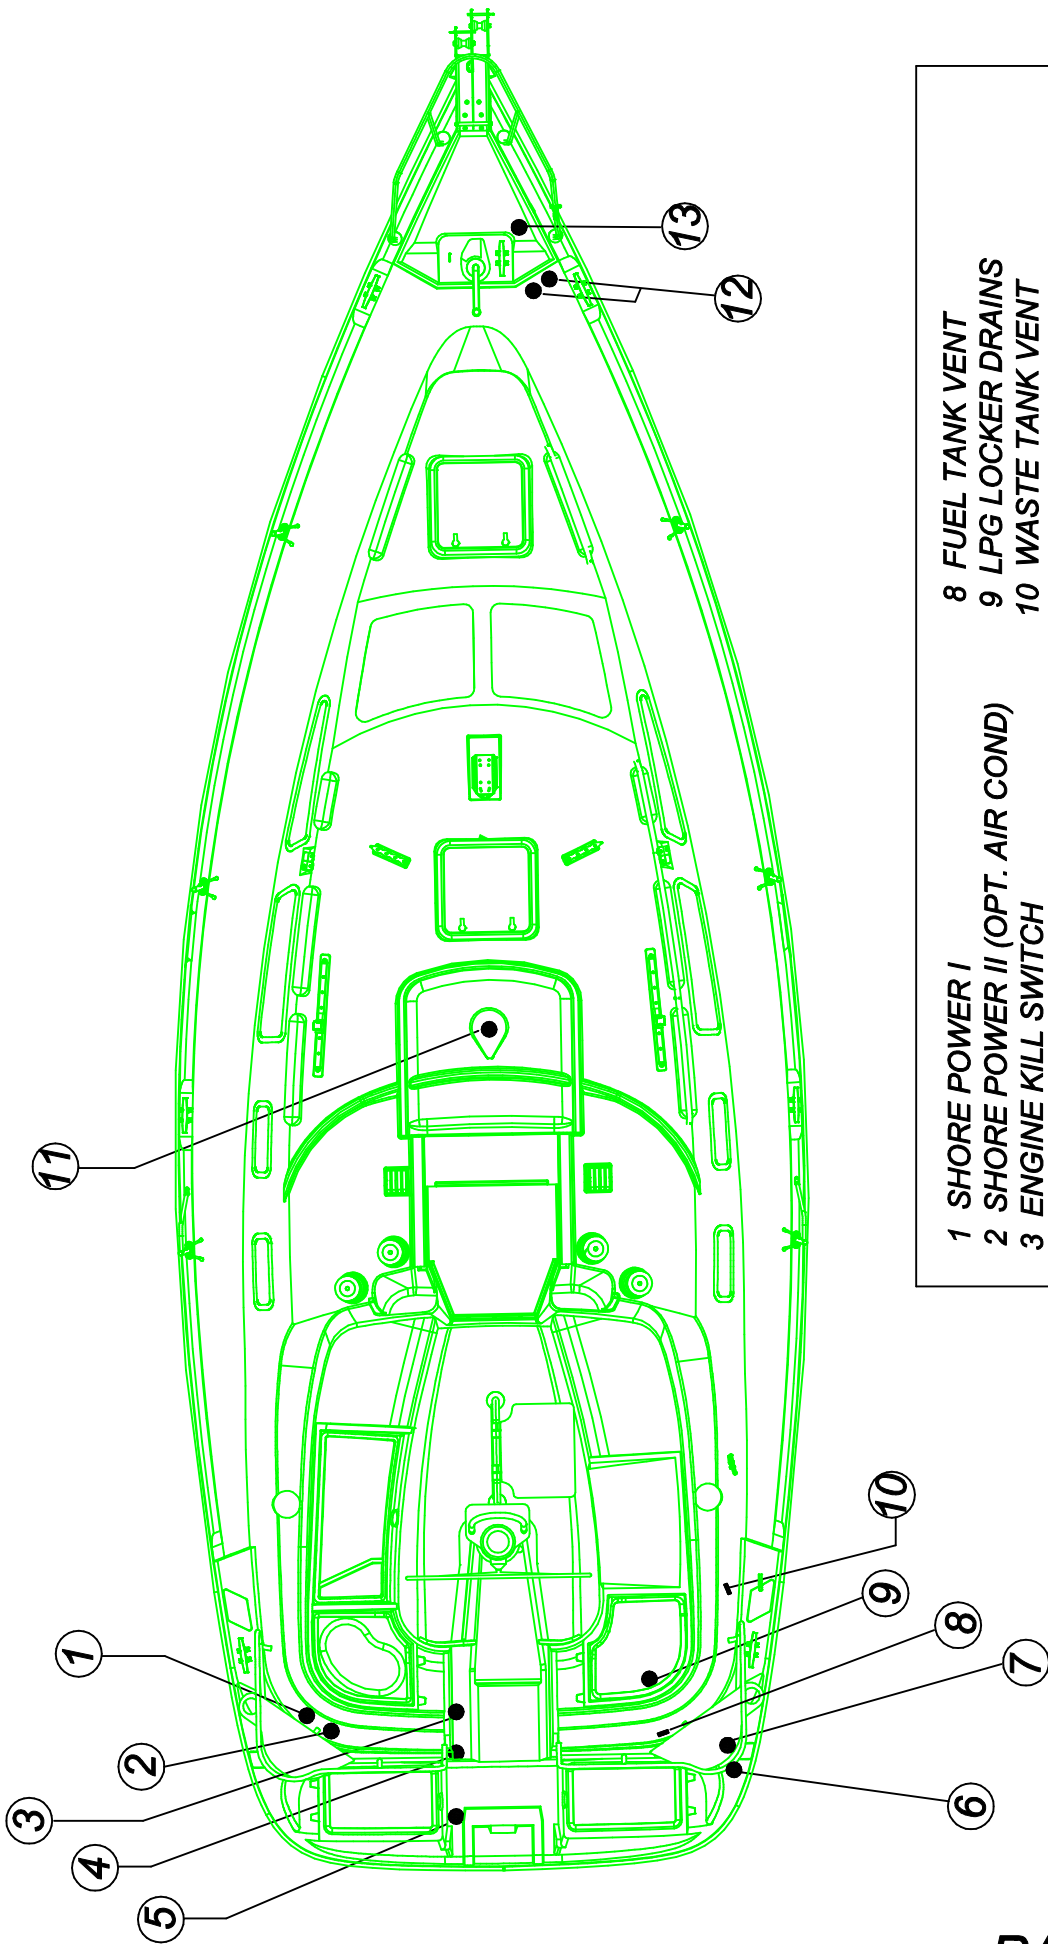 1 SHORE POWER I
2 SHORE POWER II (OPT. AIR COND)
3 ENGINE KILL SWITCH
8 FUEL TANK VENT
9 LPG LOCKER DRAINS
10 WASTE TANK VENT
1
2
3
4
5
6
7
8
9
10
11
12
13